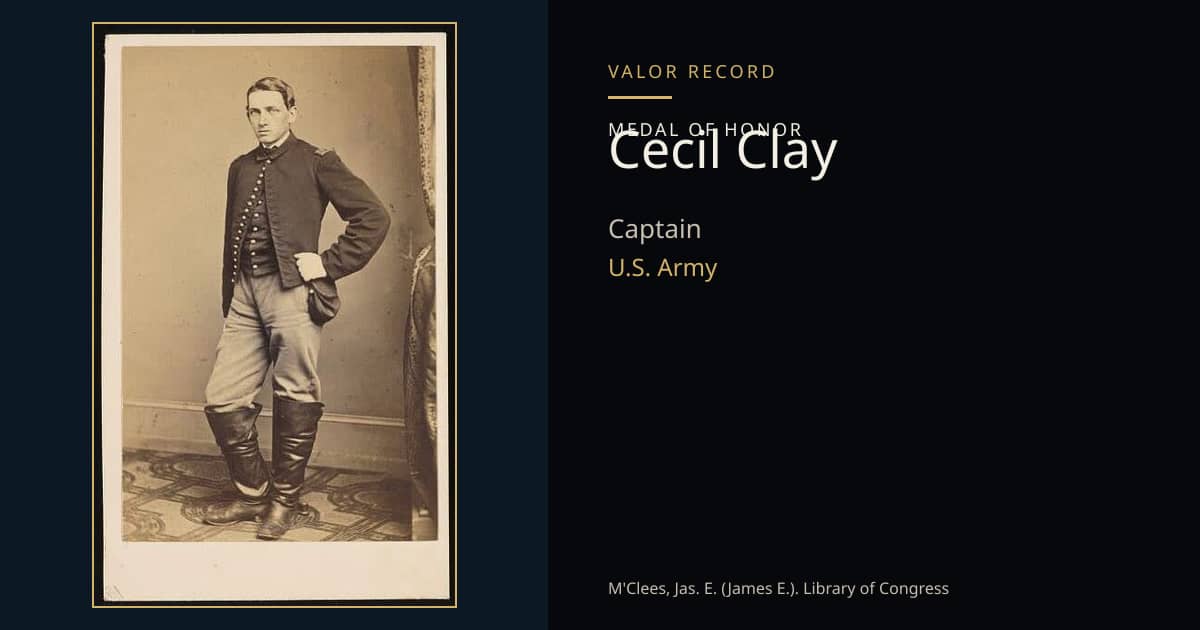 VALOR RECORD
MEDAL OF HONOR
Cecil Clay
Captain
U.S. Army
M'Clees, Jas. E. (James E.). Library of Congress